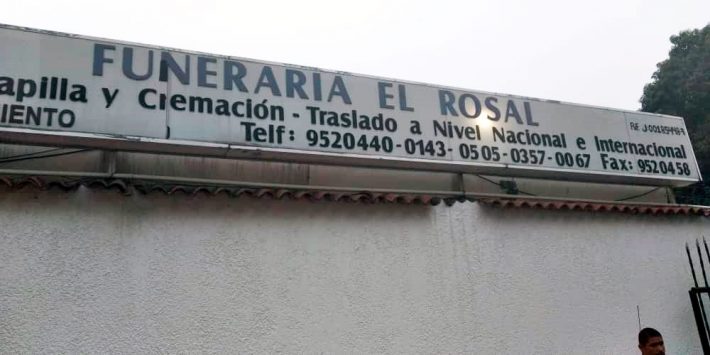 FUNERARIA EL ROSAL
apilla y Cremación - Traslado a Nivel Nacional e Internacional
IENTO
Telf: 9520440-0143-0505-0357-0067 Fax: 9520458